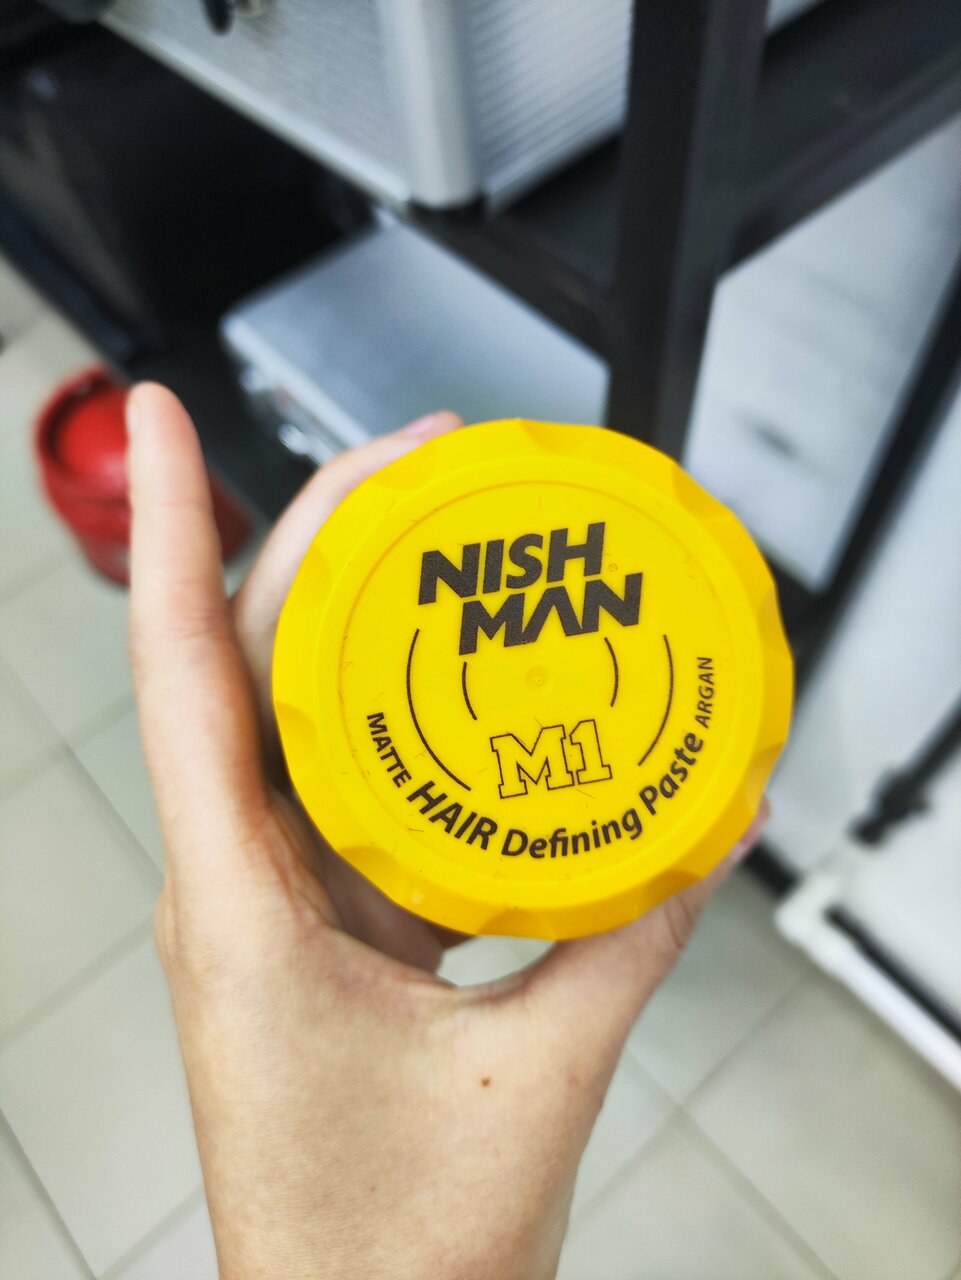 NISH
MAN
M1
MATTE HAIR Defining Paste ARGAN